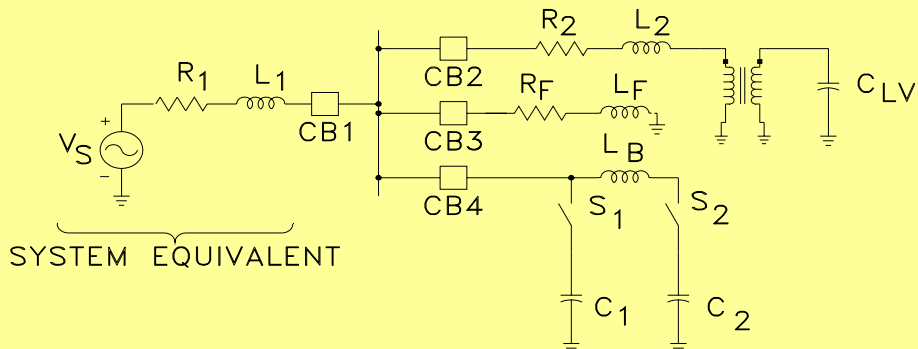 R2 L2
CB2
CLV
R1 L1
CB1
RF LF
CB3
VS
+
−
LB
CB4
S1 S2
SYSTEM EQUIVALENT
C1 C2